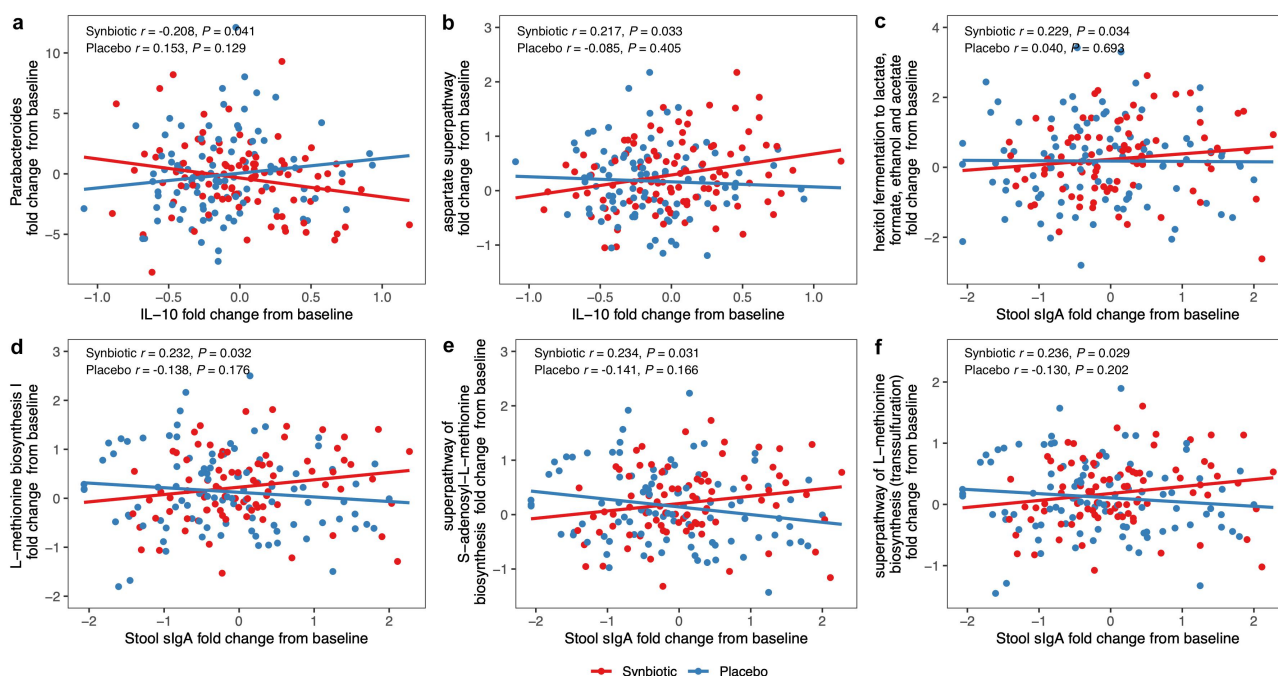 a
Synbiotic r = -0.208, P = 0.041
Placebo r = 0.153, P = 0.129
Parabacteroides
fold change from baseline
10
5
0
−5
−1.0 −0.5 0.0 0.5 1.0
IL−10 fold change from baseline
b
Synbiotic r = 0.217, P = 0.033
Placebo r = -0.085, P = 0.405
aspartate superpathway
fold change from baseline
3
2
1
0
−1
−1.0 −0.5 0.0 0.5 1.0
IL−10 fold change from baseline
c
Synbiotic r = 0.229, P = 0.034
Placebo r = 0.040, P = 0.693
hexitol fermentation to lactate,
formate, ethanol and acetate
fold change from baseline
4
2
0
−2
−2 −1 0 1 2
Stool sIgA fold change from baseline
d
Synbiotic r = 0.232, P = 0.032
Placebo r = -0.138, P = 0.176
L−methionine biosynthesis I
fold change from baseline
3
2
1
0
−1
−2
−2 −1 0 1 2
Stool sIgA fold change from baseline
e
Synbiotic r = 0.234, P = 0.031
Placebo r = -0.141, P = 0.166
superpathway of
S−adenosyl−L−methionine
biosynthesis fold change from baseline
3
2
1
0
−1
−2 −1 0 1 2
Stool sIgA fold change from baseline
f
Synbiotic r = 0.236, P = 0.029
Placebo r = -0.130, P = 0.202
superpathway of L−methionine
biosynthesis (transsulfuration)
fold change from baseline
2
1
0
−1
−2 −1 0 1 2
Stool sIgA fold change from baseline
Synbiotic Placebo